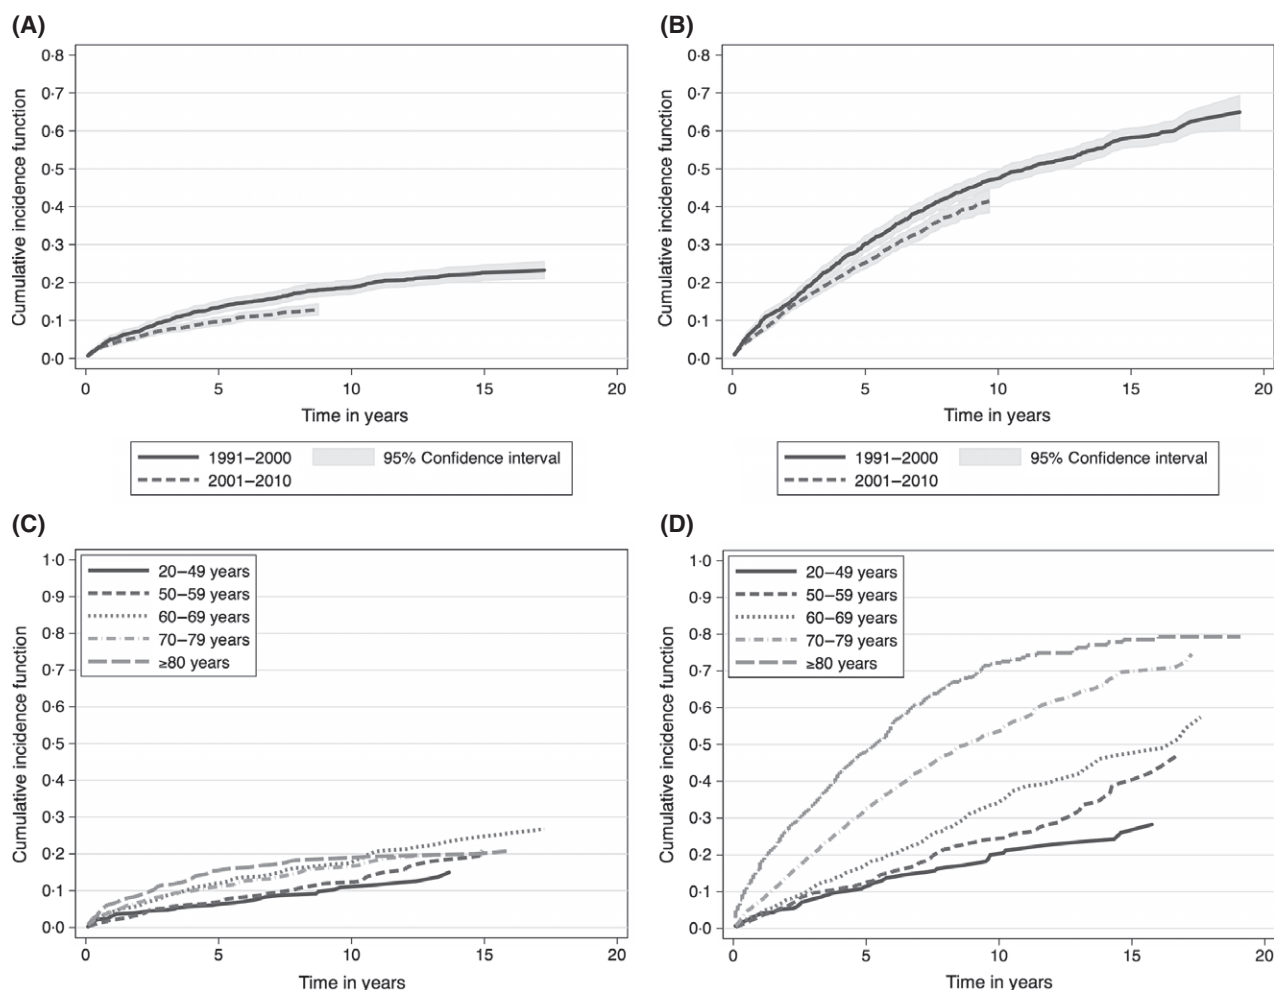 (A)
Cumulative incidence function
0·8
0·7
0·6
0·5
0·4
0·3
0·2
0·1
0·0
0 5 10 15 20
Time in years
1991–2000 95% Confidence interval
2001–2010
(B)
Cumulative incidence function
0·8
0·7
0·6
0·5
0·4
0·3
0·2
0·1
0·0
0 5 10 15 20
Time in years
1991–2000 95% Confidence interval
2001–2010
(C)
Cumulative incidence function
1·0
0·9
0·8
0·7
0·6
0·5
0·4
0·3
0·2
0·1
0·0
20–49 years
50–59 years
60–69 years
70–79 years
≥80 years
0 5 10 15 20
Time in years
(D)
Cumulative incidence function
1·0
0·9
0·8
0·7
0·6
0·5
0·4
0·3
0·2
0·1
0·0
20–49 years
50–59 years
60–69 years
70–79 years
≥80 years
0 5 10 15 20
Time in years